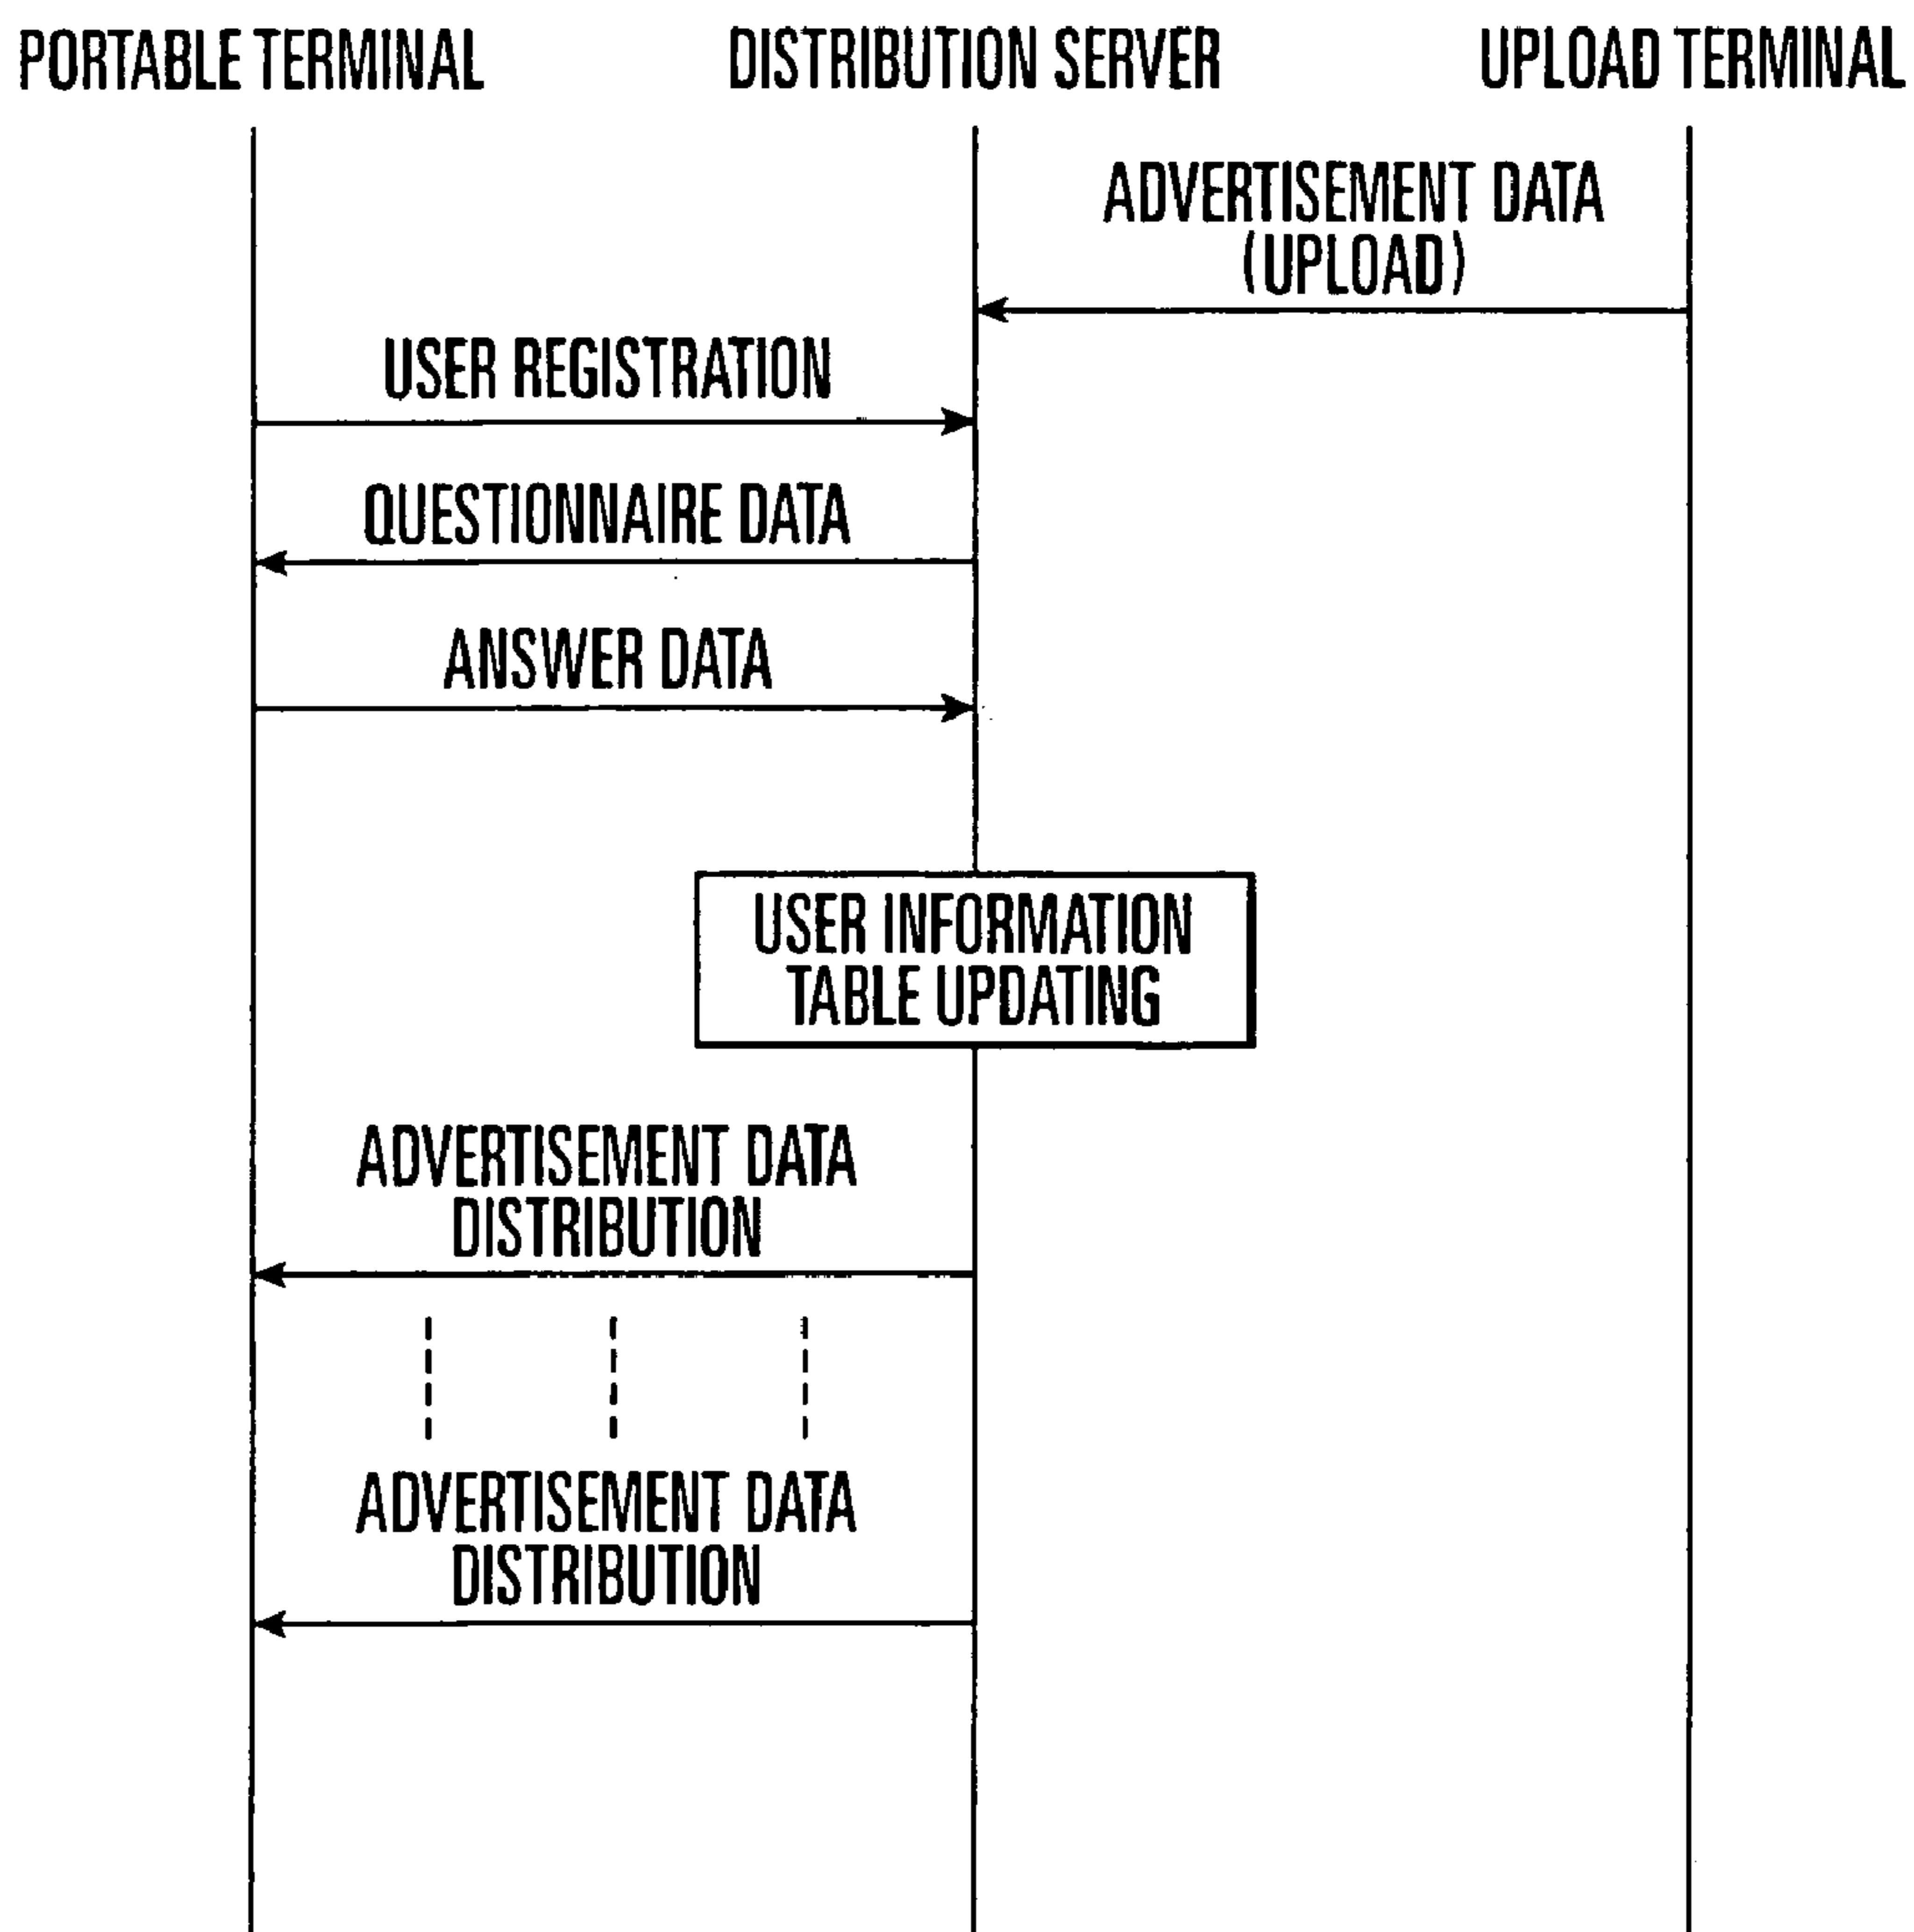 PORTABLE TERMINAL
DISTRIBUTION SERVER
UPLOAD TERMINAL
ADVERTISEMENT DATA
(UPLOAD)
USER REGISTRATION
QUESTIONNAIRE DATA
ANSWER DATA
USER INFORMATION
TABLE UPDATING
ADVERTISEMENT DATA
DISTRIBUTION
ADVERTISEMENT DATA
DISTRIBUTION